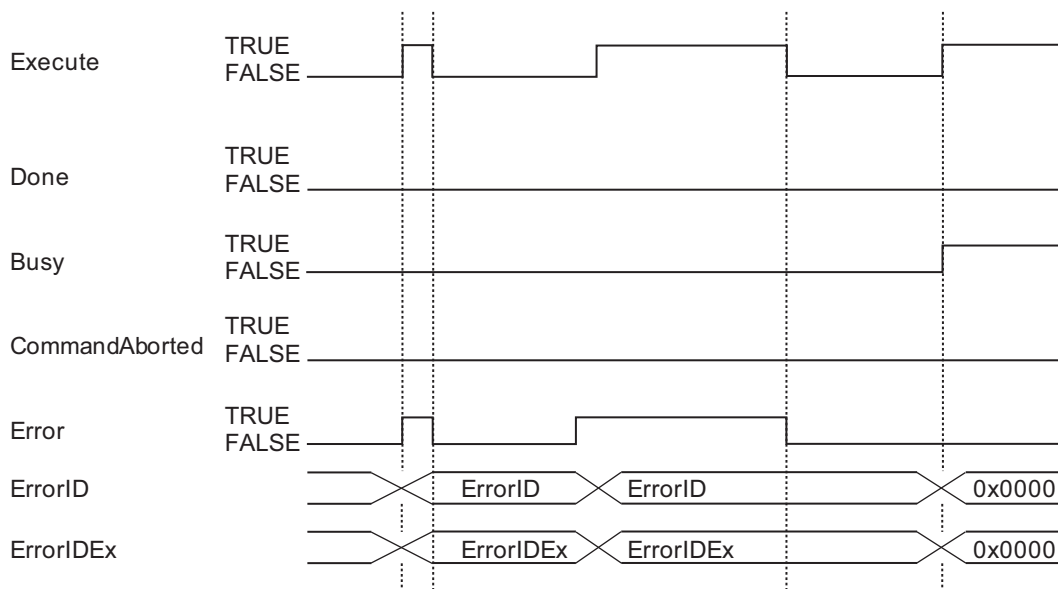 Execute TRUE
FALSE
Done TRUE
FALSE
Busy TRUE
FALSE
CommandAborted TRUE
FALSE
Error TRUE
FALSE
ErrorID ErrorID ErrorID 0x0000
ErrorIDEx ErrorIDEx ErrorIDEx 0x0000